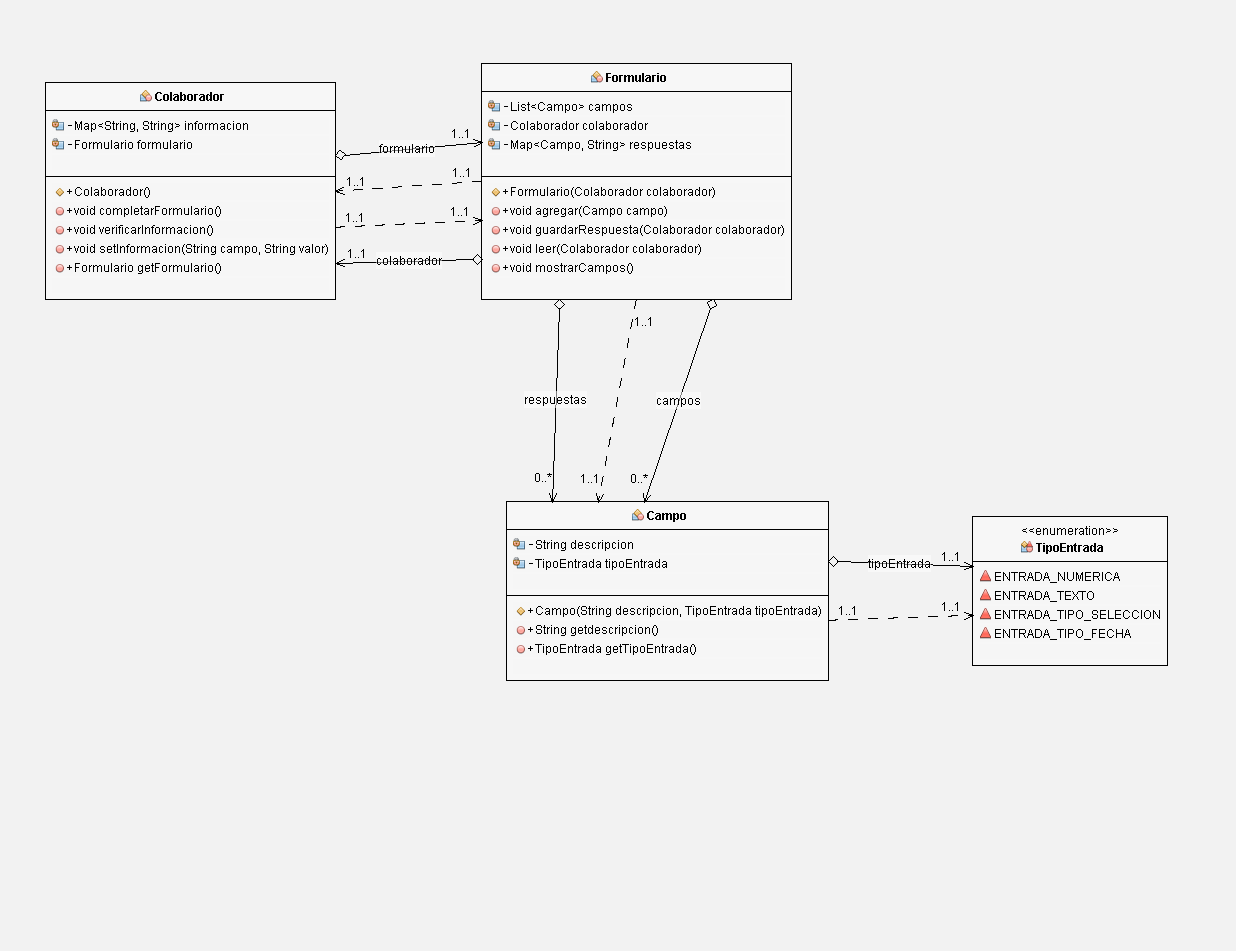 Colaborador
-Map<String, String> informacion
-Formulario formulario
+Colaborador()
+void completarFormulario()
+void verificarInformacion()
+void setInformacion(String campo, String valor)
+Formulario getFormulario()
formulario
1..1
1..1
1..1
1..1
1..1
1..1
colaborador
Formulario
-List<Campo> campos
-Colaborador colaborador
-Map<Campo, String> respuestas
+Formulario(Colaborador colaborador)
+void agregar(Campo campo)
+void guardarRespuesta(Colaborador colaborador)
+void leer(Colaborador colaborador)
+void mostrarCampos()
1..1
respuestas
campos
0..*
1..1
0..*
Campo
-String descripcion
-TipoEntrada tipoEntrada
+Campo(String descripcion, TipoEntrada tipoEntrada)
+String getdescripcion()
+TipoEntrada getTipoEntrada()
tipoEntrada
1..1
1..1
1..1
<<enumeration>>
TipoEntrada
ENTRADA_NUMERICA
ENTRADA_TEXTO
ENTRADA_TIPO_SELECCION
ENTRADA_TIPO_FECHA